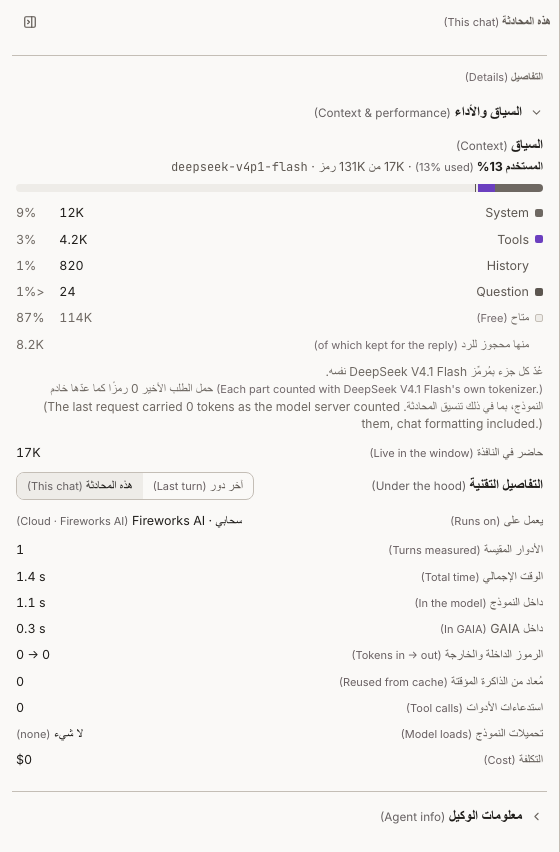 هذه المحادثة (This chat)
التفاصيل (Details)
السياق والأداء (Context & performance)
السياق (Context)
المستخدم 13% (13% used) · 17K من 131K رمز · deepseek-v4p1-flash
System 12K 9%
Tools 4.2K 3%
History 820 1%
Question 24 1%>
متاح (Free) 114K 87%
منها محجوز للرد (of which kept for the reply) 8.2K
عُدّ كل جزء بمُرمِّز DeepSeek V4.1 Flash نفسه.
(Each part counted with DeepSeek V4.1 Flash's own tokenizer.) حمل الطلب الأخير 0 رمزًا كما عدّها خادم
النموذج، بما في ذلك تنسيق المحادثة. (The last request carried 0 tokens as the model server counted
them, chat formatting included.)
حاضر في النافذة (Live in the window) 17K
التفاصيل التقنية (Under the hood) آخر دور (Last turn) هذه المحادثة (This chat)
يعمل على (Runs on) سحابي · Fireworks AI (Cloud · Fireworks AI)
الأدوار المقيسة (Turns measured) 1
الوقت الإجمالي (Total time) 1.4 s
داخل النموذج (In the model) 1.1 s
داخل GAIA (In GAIA) 0.3 s
الرموز الداخلة والخارجة (Tokens in → out) 0 → 0
مُعاد من الذاكرة المؤقتة (Reused from cache) 0
استدعاءات الأدوات (Tool calls) 0
تحميلات النموذج (Model loads) لا شيء (none)
التكلفة (Cost) $0
معلومات الوكيل (Agent info)